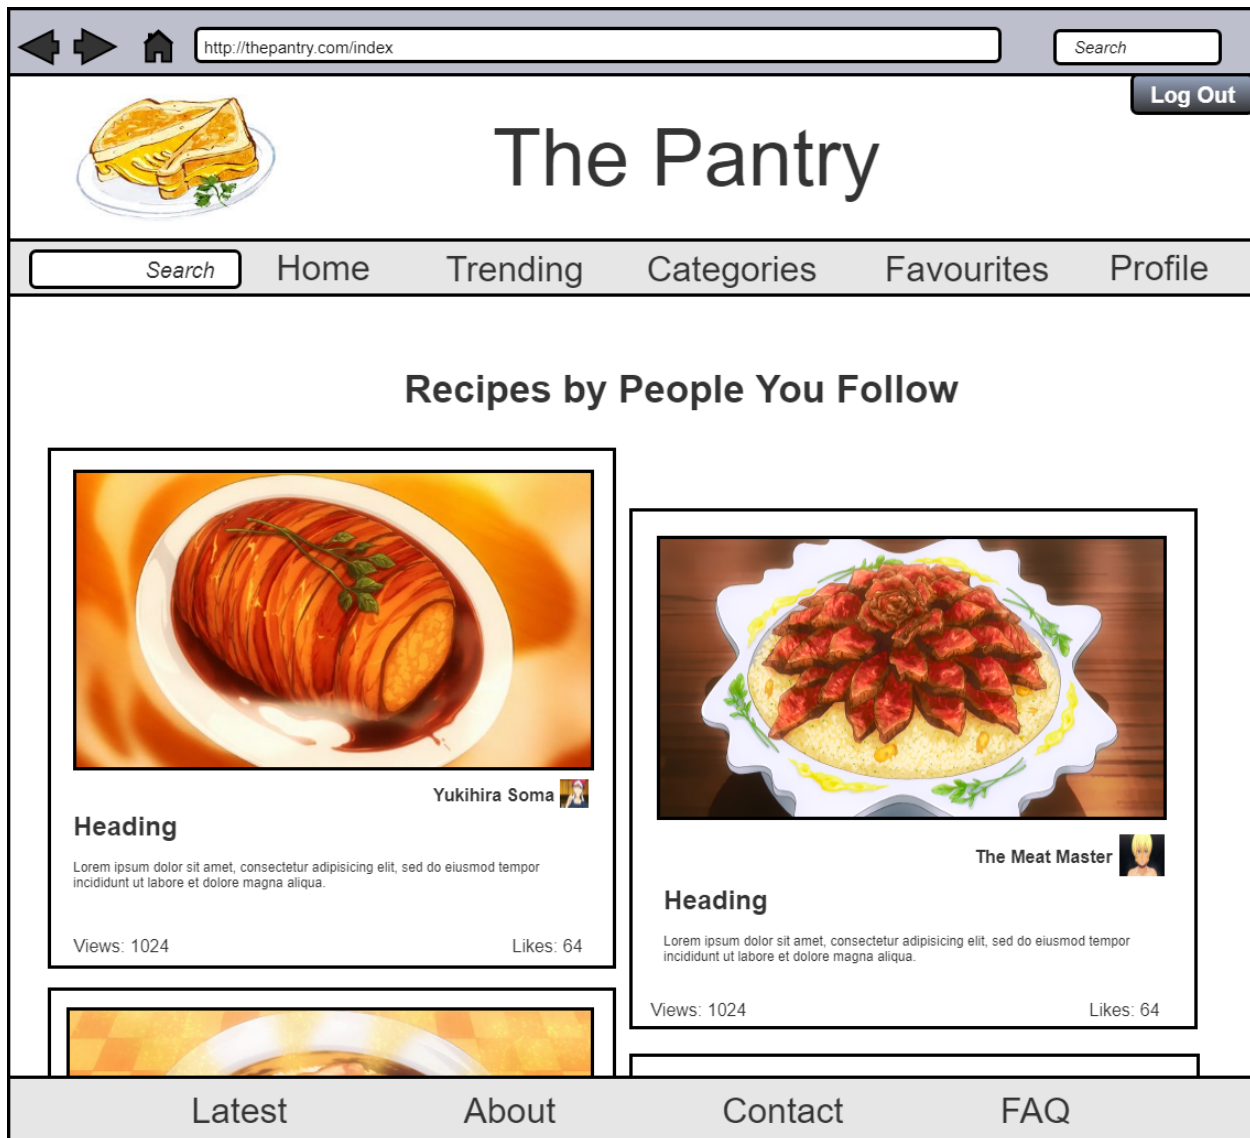 http://thepantry.com/index
Search
Log Out
The Pantry
Search
Home
Trending
Categories
Favourites
Profile
Recipes by People You Follow
Yukihira Soma
Heading
Lorem ipsum dolor sit amet, consectetur adipisicing elit, sed do eiusmod tempor
incididunt ut labore et dolore magna aliqua.
Views: 1024
Likes: 64
The Meat Master
Heading
Lorem ipsum dolor sit amet, consectetur adipisicing elit, sed do eiusmod tempor
incididunt ut labore et dolore magna aliqua.
Views: 1024
Likes: 64
Latest
About
Contact
FAQ